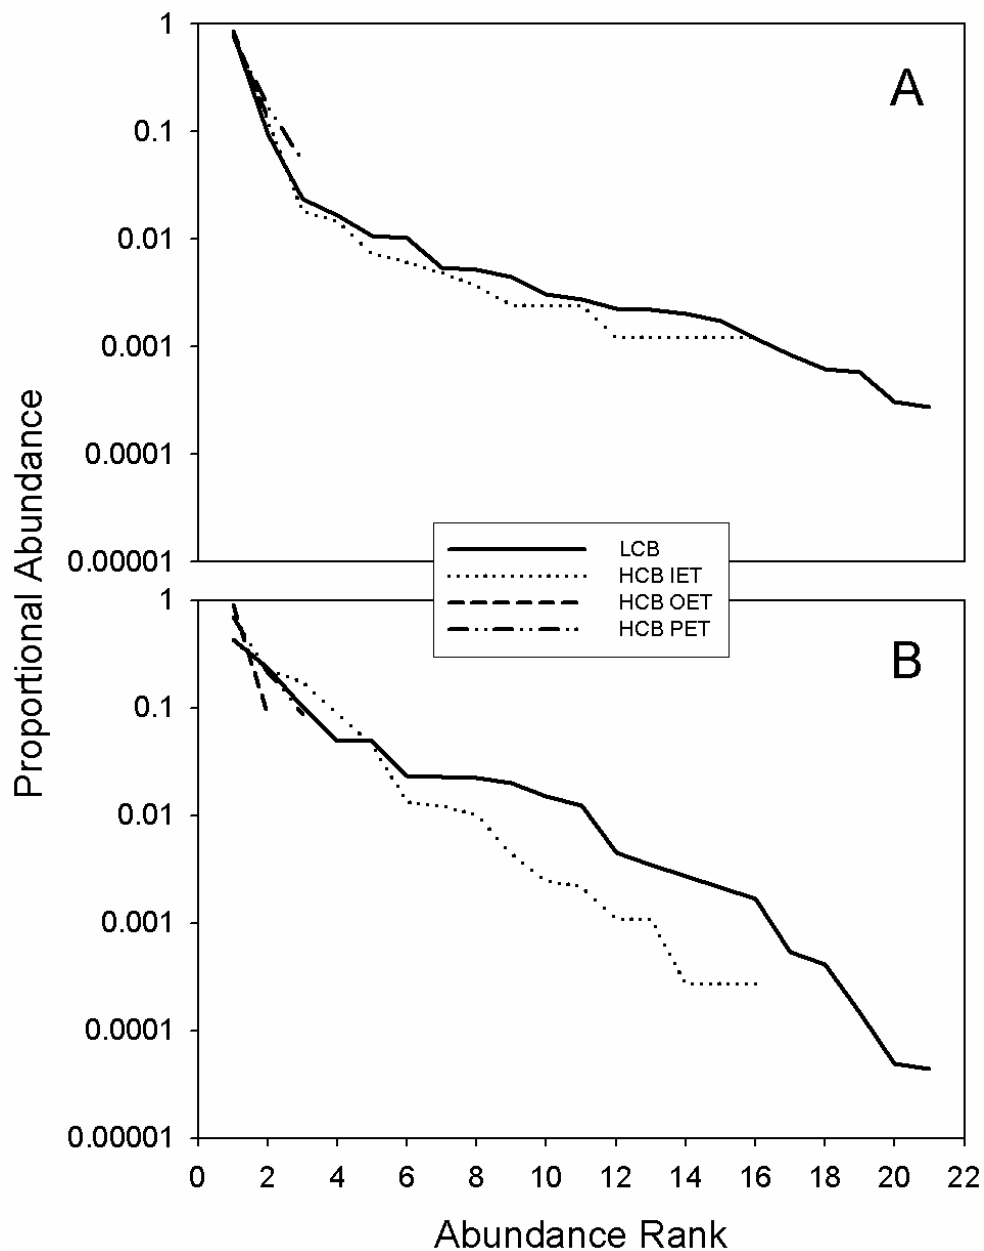 Proportional Abundance
1
0.1
0.01
0.001
0.0001
0.00001
A
LCB
HCB IET
HCB OET
HCB PET
1
0.1
0.01
0.001
0.0001
0.00001
B
0 2 4 6 8 10 12 14 16 18 20 22
Abundance Rank